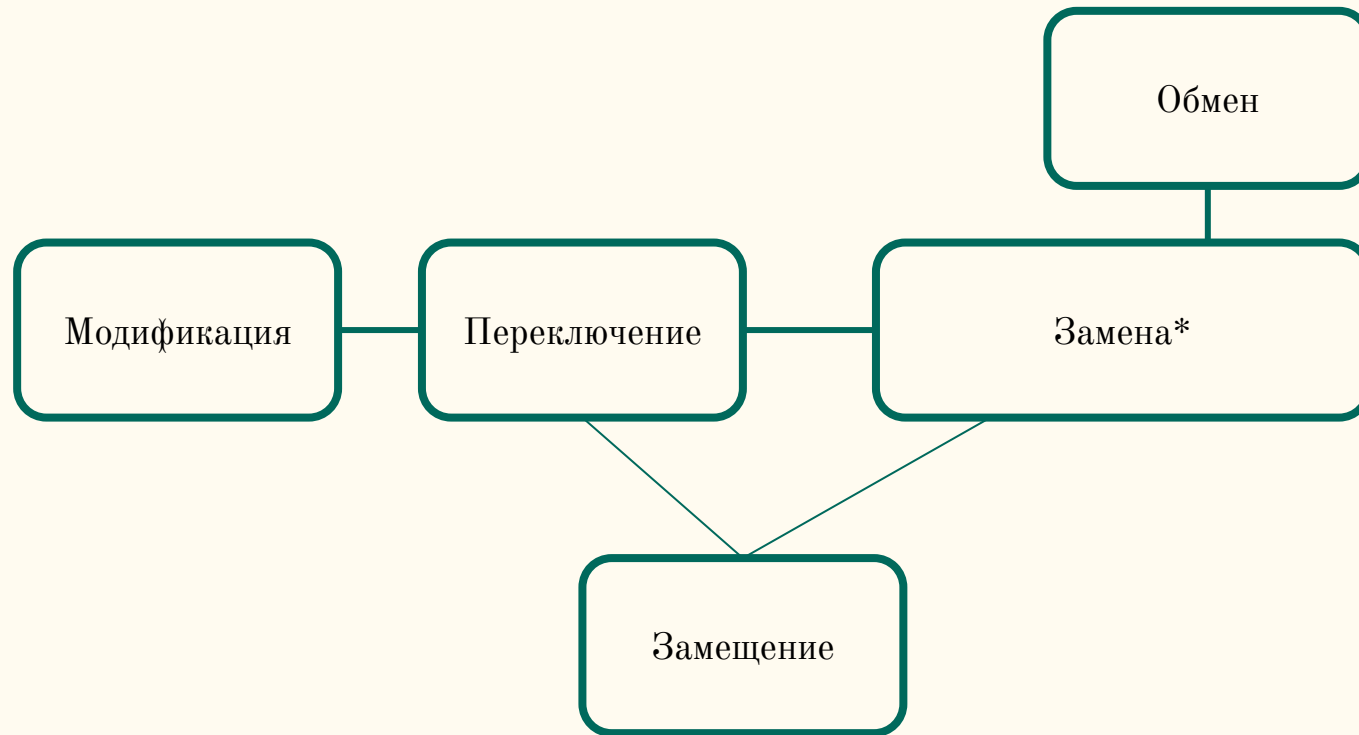 Обмен
Модификация
Переключение
Замена*
Замещение